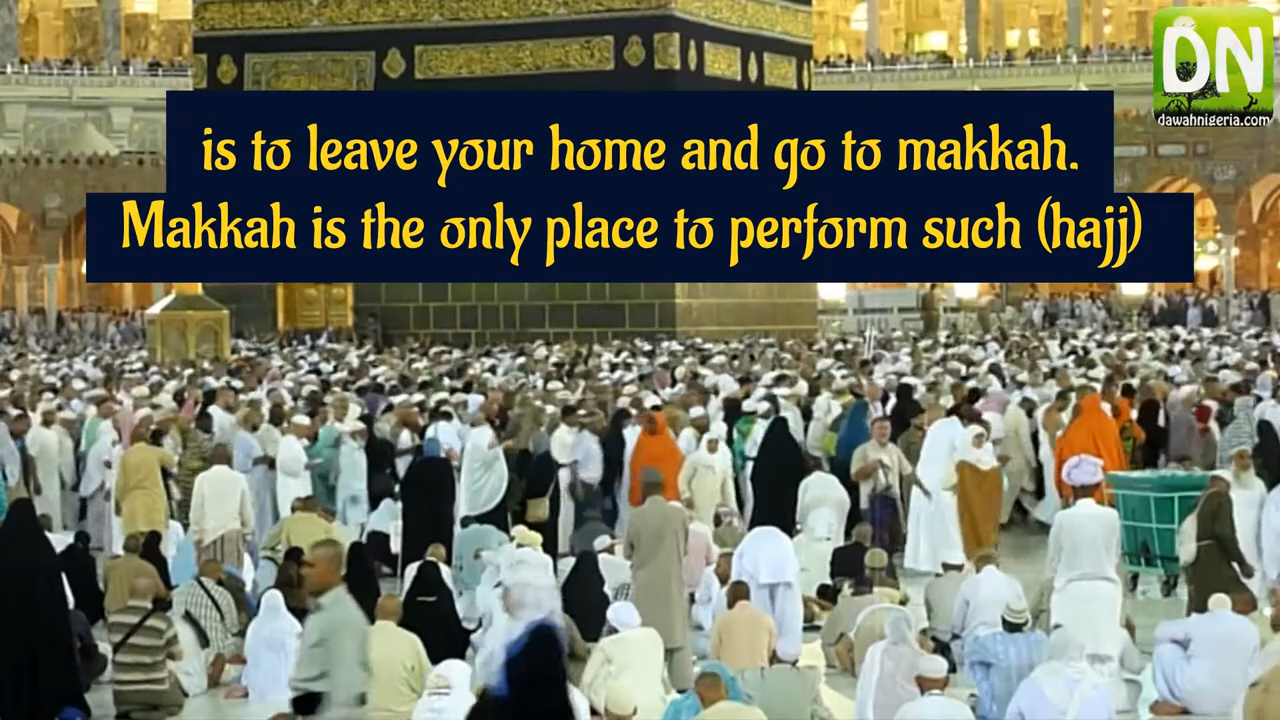 DN
dawahnigeria.com
is to leave your home and go to makkah.
Makkah is the only place to perform such (hajj)